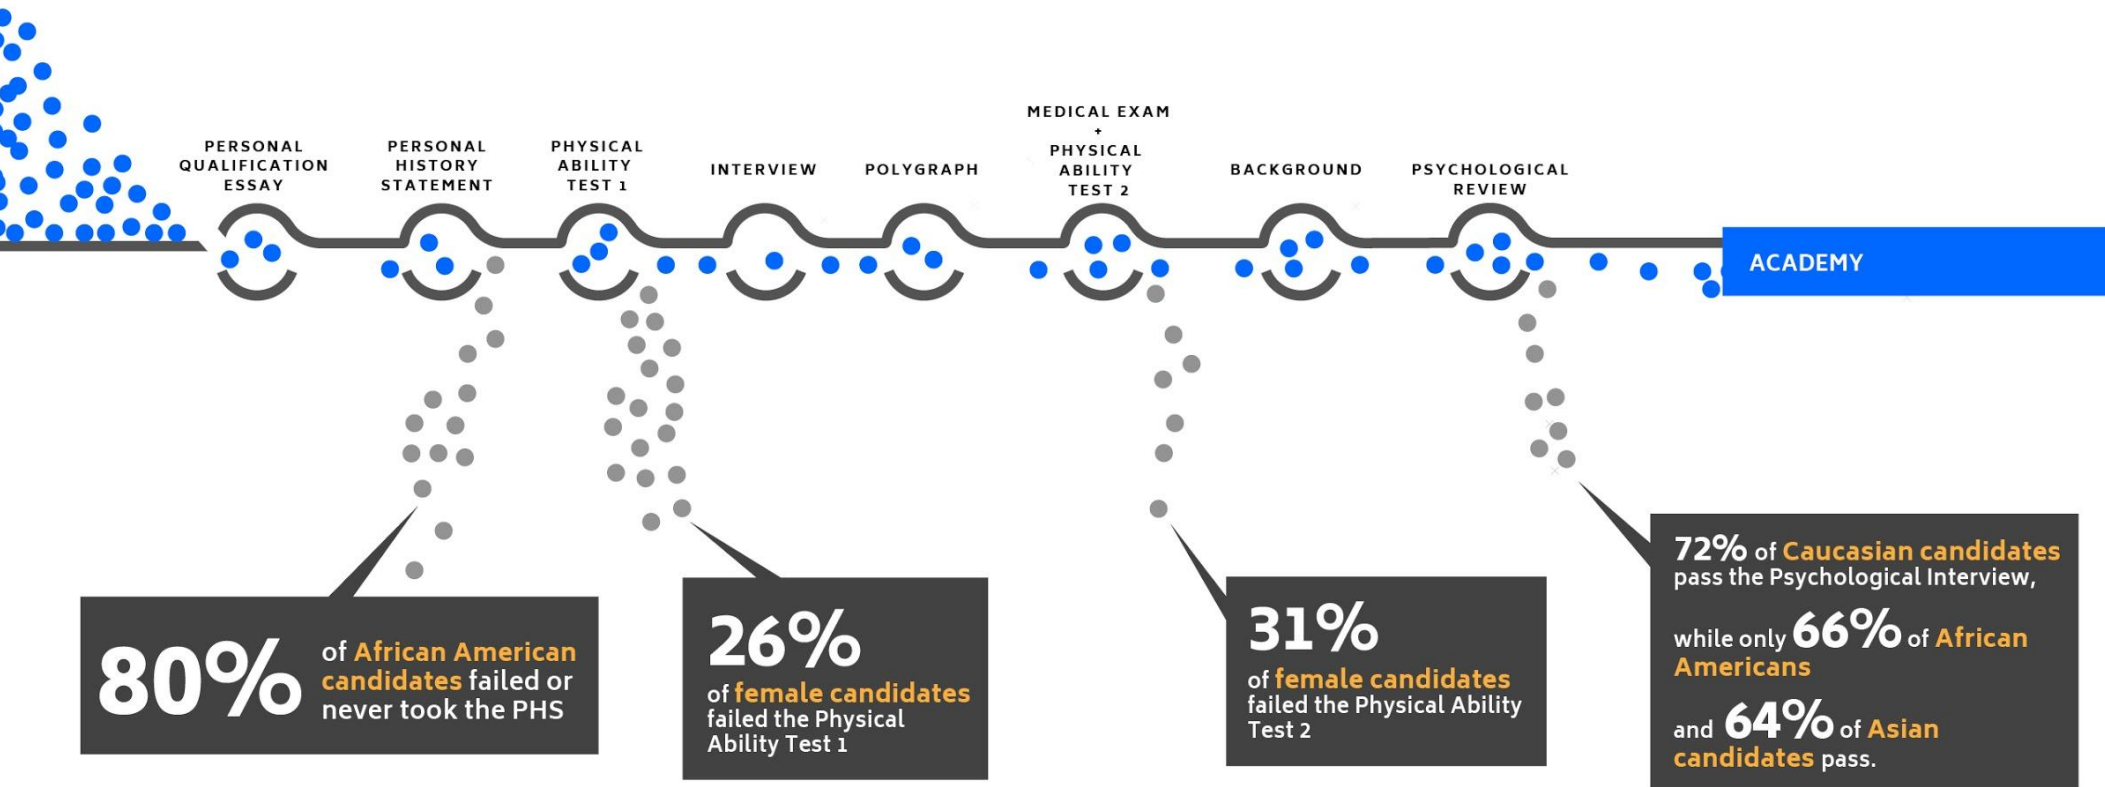 PERSONAL
QUALIFICATION
ESSAY
PERSONAL
HISTORY
STATEMENT
PHYSICAL
ABILITY
TEST 1
INTERVIEW
POLYGRAPH
MEDICAL EXAM
+
PHYSICAL
ABILITY
TEST 2
BACKGROUND
PSYCHOLOGICAL
REVIEW
ACADEMY
80%
of African American
candidates failed or
never took the PHS
26%
of female candidates
failed the Physical
Ability Test 1
31%
of female candidates
failed the Physical Ability
Test 2
72% of Caucasian candidates
pass the Psychological Interview,
while only 66% of African
Americans
and 64% of Asian
candidates pass.